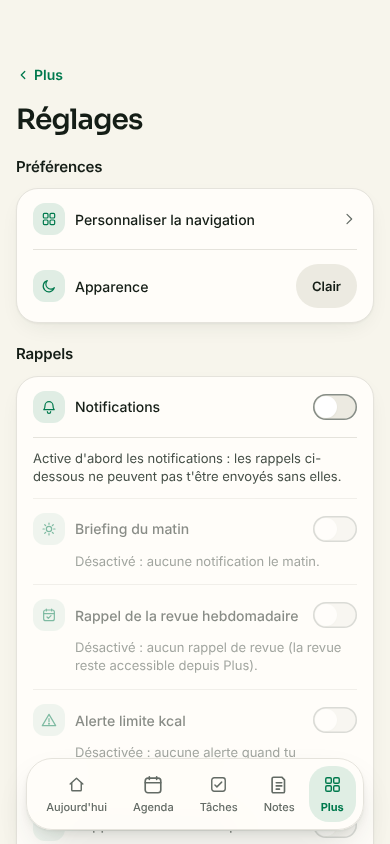 Plus
Réglages
Préférences
Personnaliser la navigation
Apparence
Clair
Rappels
Notifications
Active d'abord les notifications : les rappels ci-
dessous ne peuvent pas t'être envoyés sans elles.
Briefing du matin
Désactivé : aucune notification le matin.
Rappel de la revue hebdomadaire
Désactivé : aucun rappel de revue (la revue
reste accessible depuis Plus).
Alerte limite kcal
Désactivée : aucune alerte quand tu
Aujourd'hui
Agenda
Tâches
Notes
Plus